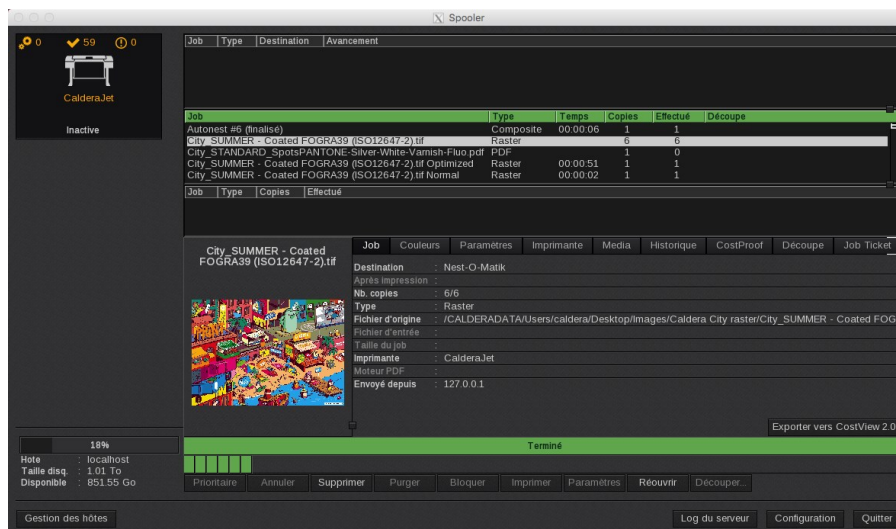 Spooler
0 59 0
CalderaJet
Inactive
Job Type Destination Avancement
Job Type Temps Copies Effectué Découpe
Autonest #6 (finalisé) Composite 00:00:06 1 1
City_SUMMER - Coated FOGRA39 (ISO12647-2).tif Raster 6 6
City_STANDARD_SpotsPANTONE-Silver-White-Varnish-Fluo.pdf PDF 1 0
City_SUMMER - Coated FOGRA39 (ISO12647-2).tif Optimized Raster 00:00:51 1 1
City_SUMMER - Coated FOGRA39 (ISO12647-2).tif Normal Raster 00:00:02 1 1
Job Type Copies Effectué
City_SUMMER - Coated
FOGRA39 (ISO12647-2).tif
Job Couleurs Paramètres Imprimante Media Historique CostProof Découpe Job Ticket
Destination : Nest-O-Matik
Après impression :
Nb. copies : 6/6
Type : Raster
Fichier d'origine : /CALDERADATA/Users/caldera/Desktop/Images/Caldera City raster/City_SUMMER - Coated FOG
Fichier d'entrée :
Taille du job :
Imprimante : CalderaJet
Moteur PDF :
Envoyé depuis : 127.0.0.1
Exporter vers CostView 2.0
18%
Hote : localhost
Taille disq. : 1.01 To
Disponible : 851.55 Go
Terminé
Prioritaire Annuler Supprimer Purger Bloquer Imprimer Paramètres Réouvrir Découper...
Gestion des hôtes Log du serveur Configuration Quitter